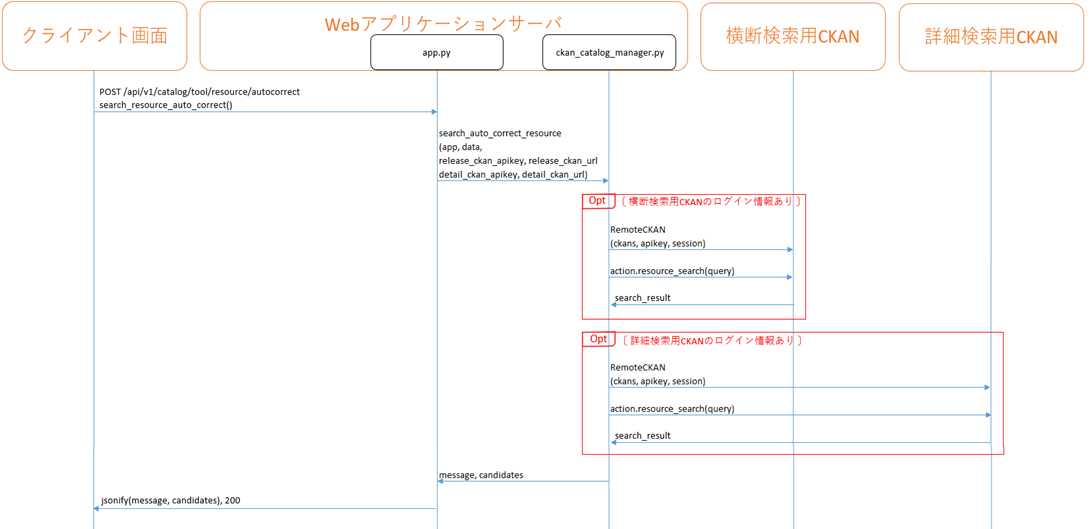 クライアント画面
Webアプリケーションサーバ
app.py
ckan_catalog_manager.py
横断検索用CKAN
詳細検索用CKAN
POST /api/v1/catalog/tool/resource/autocorrect
search_resource_auto_correct()
search_auto_correct_resource
(app, data,
release_ckan_apikey, release_ckan_url
detail_ckan_apikey, detail_ckan_url)
Opt
〔 横断検索用CKANのログイン情報あり 〕
RemoteCKAN
(ckans, apikey, session)
action.resource_search(query)
search_result
Opt
〔 詳細検索用CKANのログイン情報あり 〕
RemoteCKAN
(ckans, apikey, session)
action.resource_search(query)
search_result
message, candidates
jsonify(message, candidates), 200